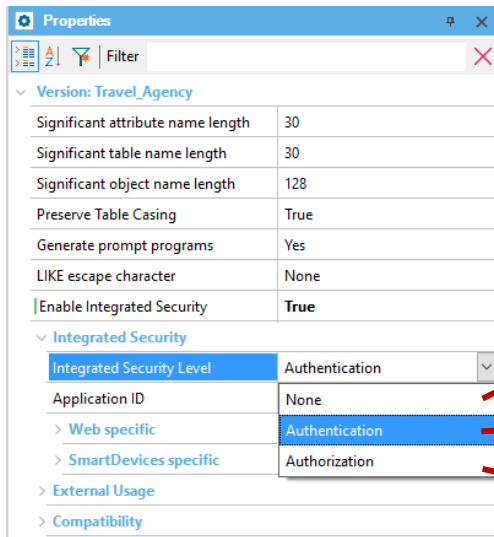 Properties
Filter
Version: Travel_Agency
Significant attribute name length 30
Significant table name length 30
Significant object name length 128
Preserve Table Casing True
Generate prompt programs Yes
LIKE escape character None
Enable Integrated Security True
Integrated Security
Integrated Security Level Authentication
Application ID None
Web specific Authentication
SmartDevices specific Authorization
External Usage
Compatibility